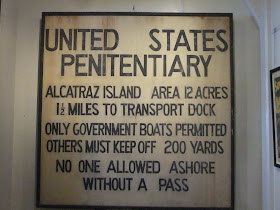 UNITED STATES
PENITENTIARY
ALCATRAZ ISLAND AREA 12 ACRES
1½ MILES TO TRANSPORT DOCK
ONLY GOVERNMENT BOATS PERMITTED
OTHERS MUST KEEP OFF 200 YARDS
NO ONE ALLOWED ASHORE
WITHOUT A PASS